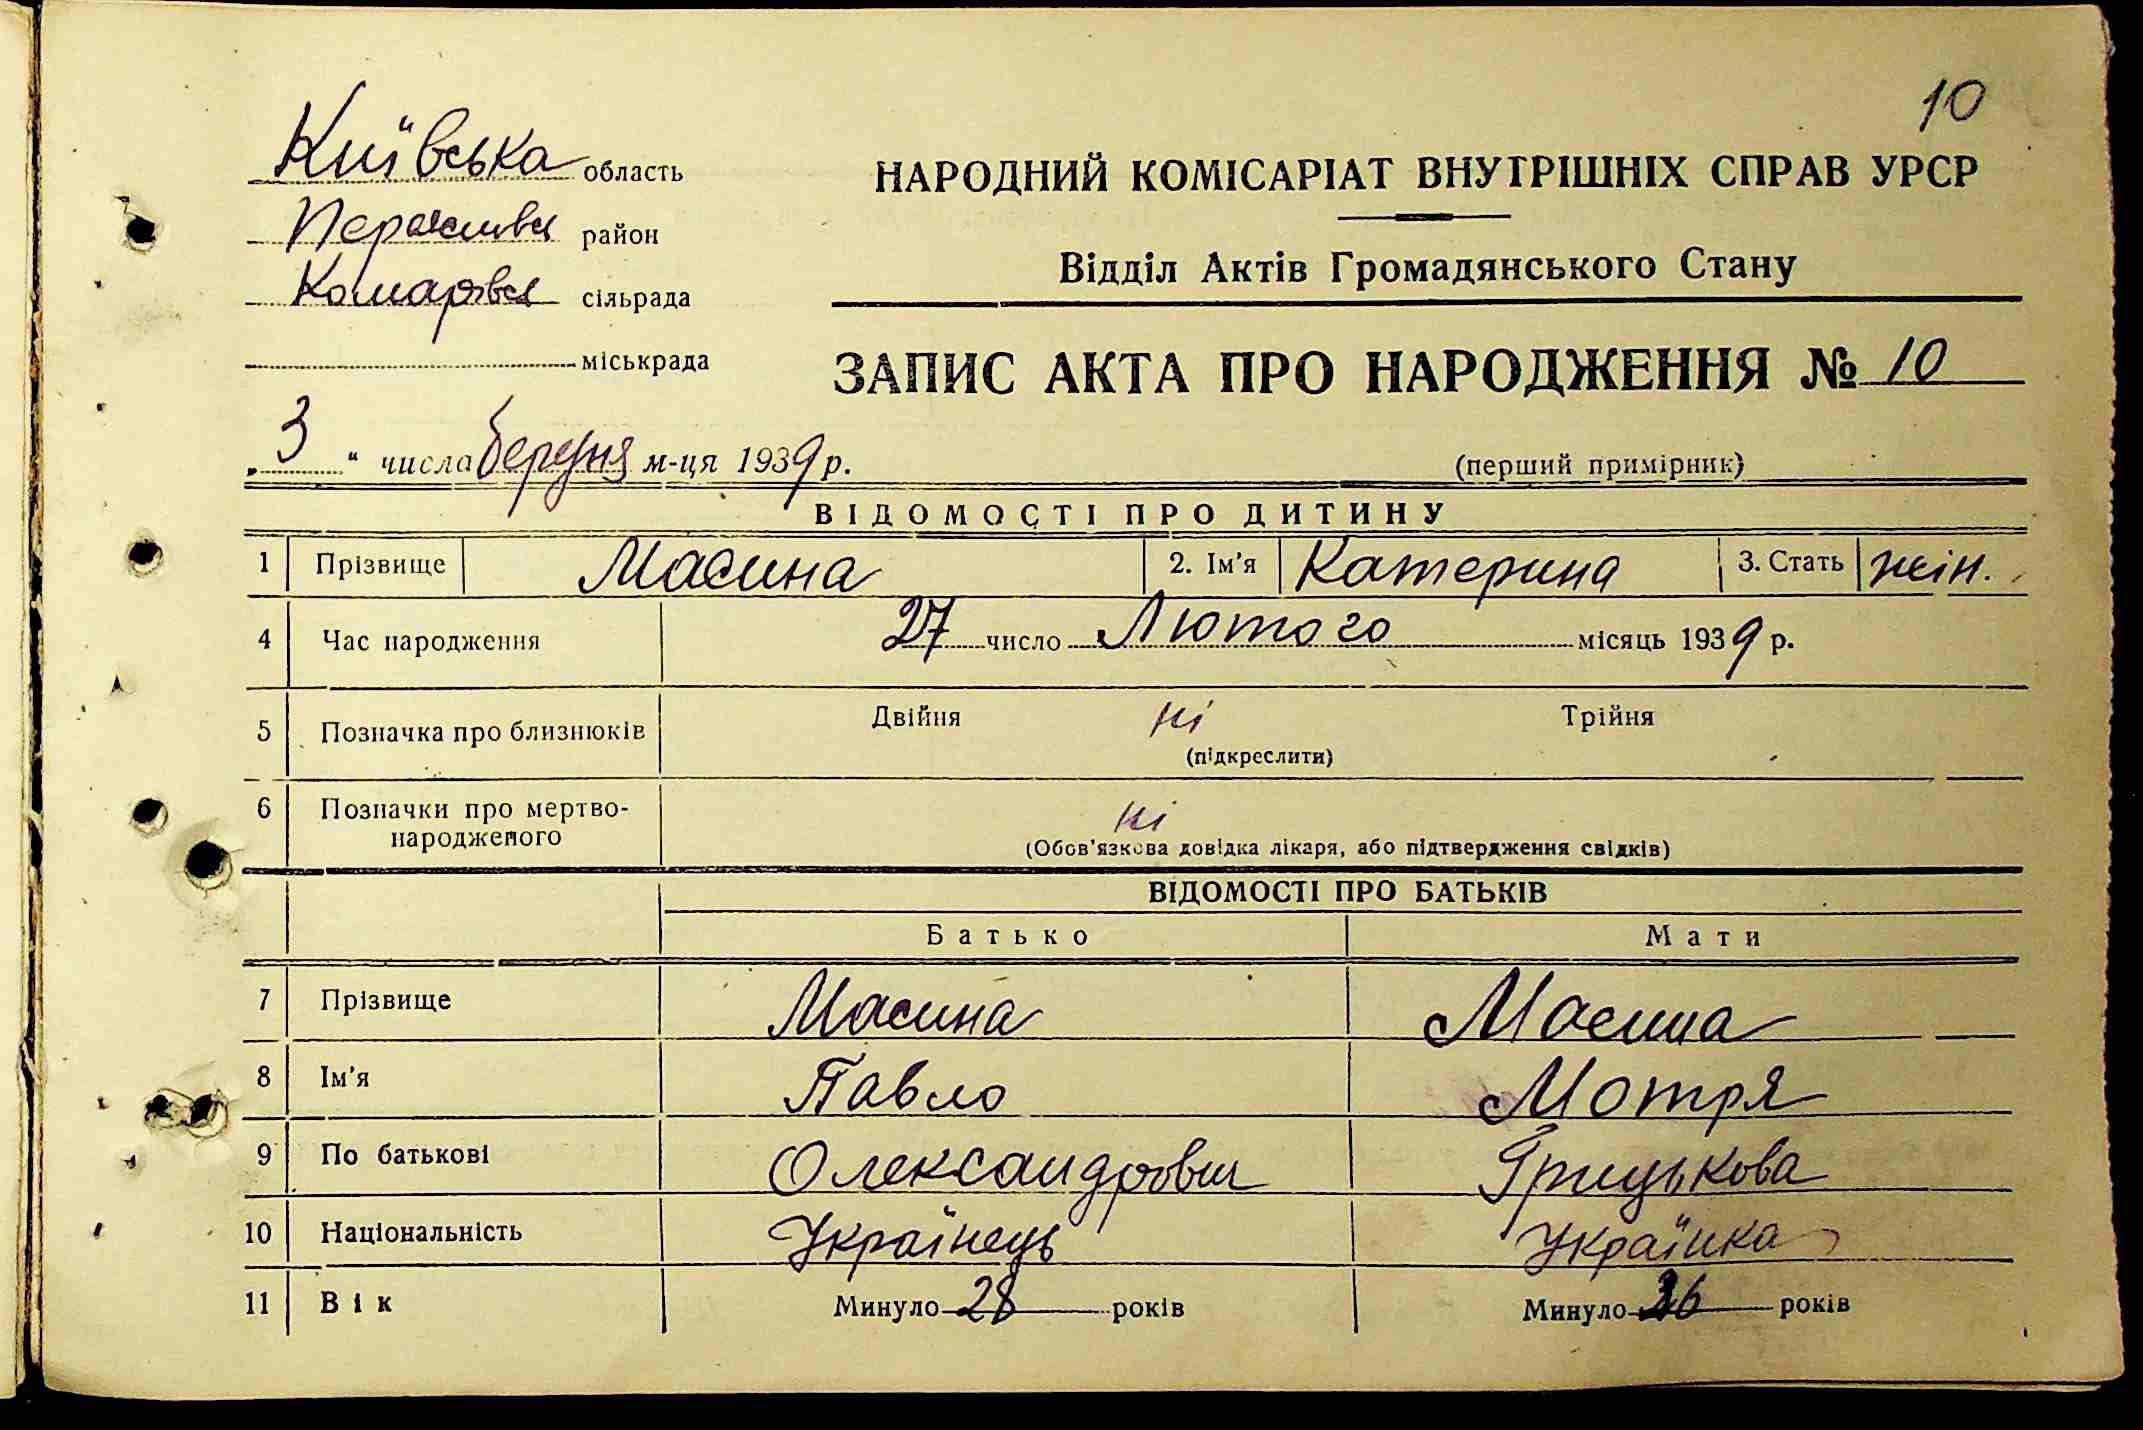 10
Київська область
район
сільрада
міськрада
НАРОДНИЙ КОМІСАРІАТ ВНУТРІШНІХ СПРАВ УРСР
Відділ Актів Громадянського Стану
ЗАПИС АКТА ПРО НАРОДЖЕННЯ № 10
„3“ числа березня м-ця 1939 р.
(перший примірник)
ВІДОМОСТІ ПРО ДИТИНУ
1 Прізвище Масина 2. Ім'я Катерина 3. Стать жін.
4 Час народження 27 число Лютого місяць 1939 р.
5 Позначка про близнюків Двійня ні Трійня
(підкреслити)
6 Позначки про мертво-
народженого ні
(Обов'язкова довідка лікаря, або підтвердження свідків)
ВІДОМОСТІ ПРО БАТЬКІВ
Батько Мати
7 Прізвище Масина Масина
8 Ім'я Павло Мотря
9 По батькові Олександрович Грицькова
10 Національність Українець Українка
11 Вік Минуло 28 років Минуло 36 років